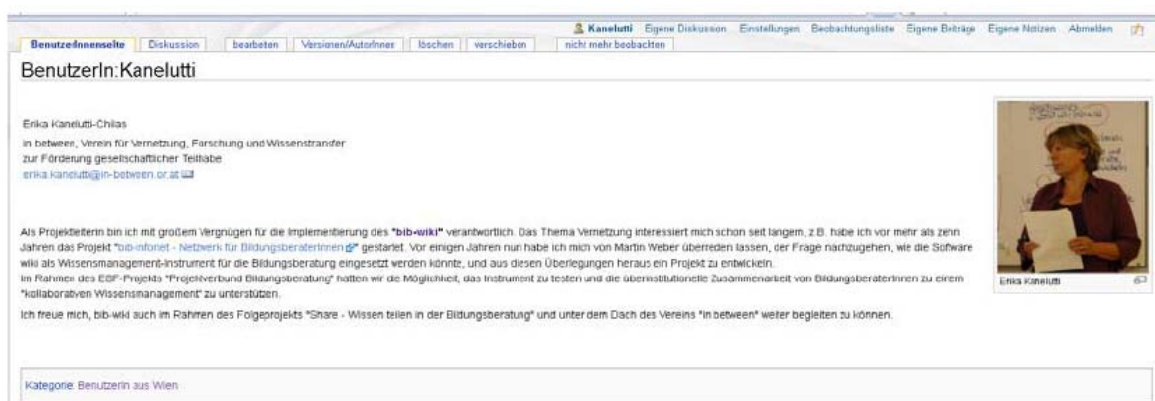 Kanelutti Eigene Diskussion Einstellungen Beobachtungsliste Eigene Beiträge Eigene Notizen Abmelden
BenutzerInnenseite Diskussion bearbeiten Versionen/AutorInnen löschen verschieben nicht mehr beobachten
BenutzerIn:Kanelutti
Erika Kanelutti-Chilas
in between, Verein für Vernetzung, Forschung und Wissenstransfer
zur Förderung gesellschaftlicher Teilhabe
erika.kanelutti@in-between.or.at
Als Projektleiterin bin ich mit großem Vergnügen für die Implementierung des "bib-wiki" verantwortlich. Das Thema Vernetzung interessiert mich schon seit langem, z.B. habe ich vor mehr als zehn
Jahren das Projekt "bib-infonet - Netzwerk für BildungsberaterInnen" gestartet. Vor einigen Jahren nun habe ich mich von Martin Weber überreden lassen, der Frage nachzugehen, wie die Software
wiki als Wissensmanagement-Instrument für die Bildungsberatung eingesetzt werden könnte, und aus diesen Überlegungen heraus ein Projekt zu entwickeln.
Im Rahmen des ESF-Projekts "Projektverbund Bildungsberatung" hatten wir die Möglichkeit, das Instrument zu testen und die überinstitutionelle Zusammenarbeit von BildungsberaterInnen zu einem
"kollaborativen Wissensmanagement" zu unterstützen.
Ich freue mich, bib-wiki auch im Rahmen des Folgeprojekts "Share - Wissen teilen in der Bildungsberatung" und unter dem Dach des Vereins "in between" weiter begleiten zu können.
Erika Kanelutti
Kategorie: BenutzerIn aus Wien